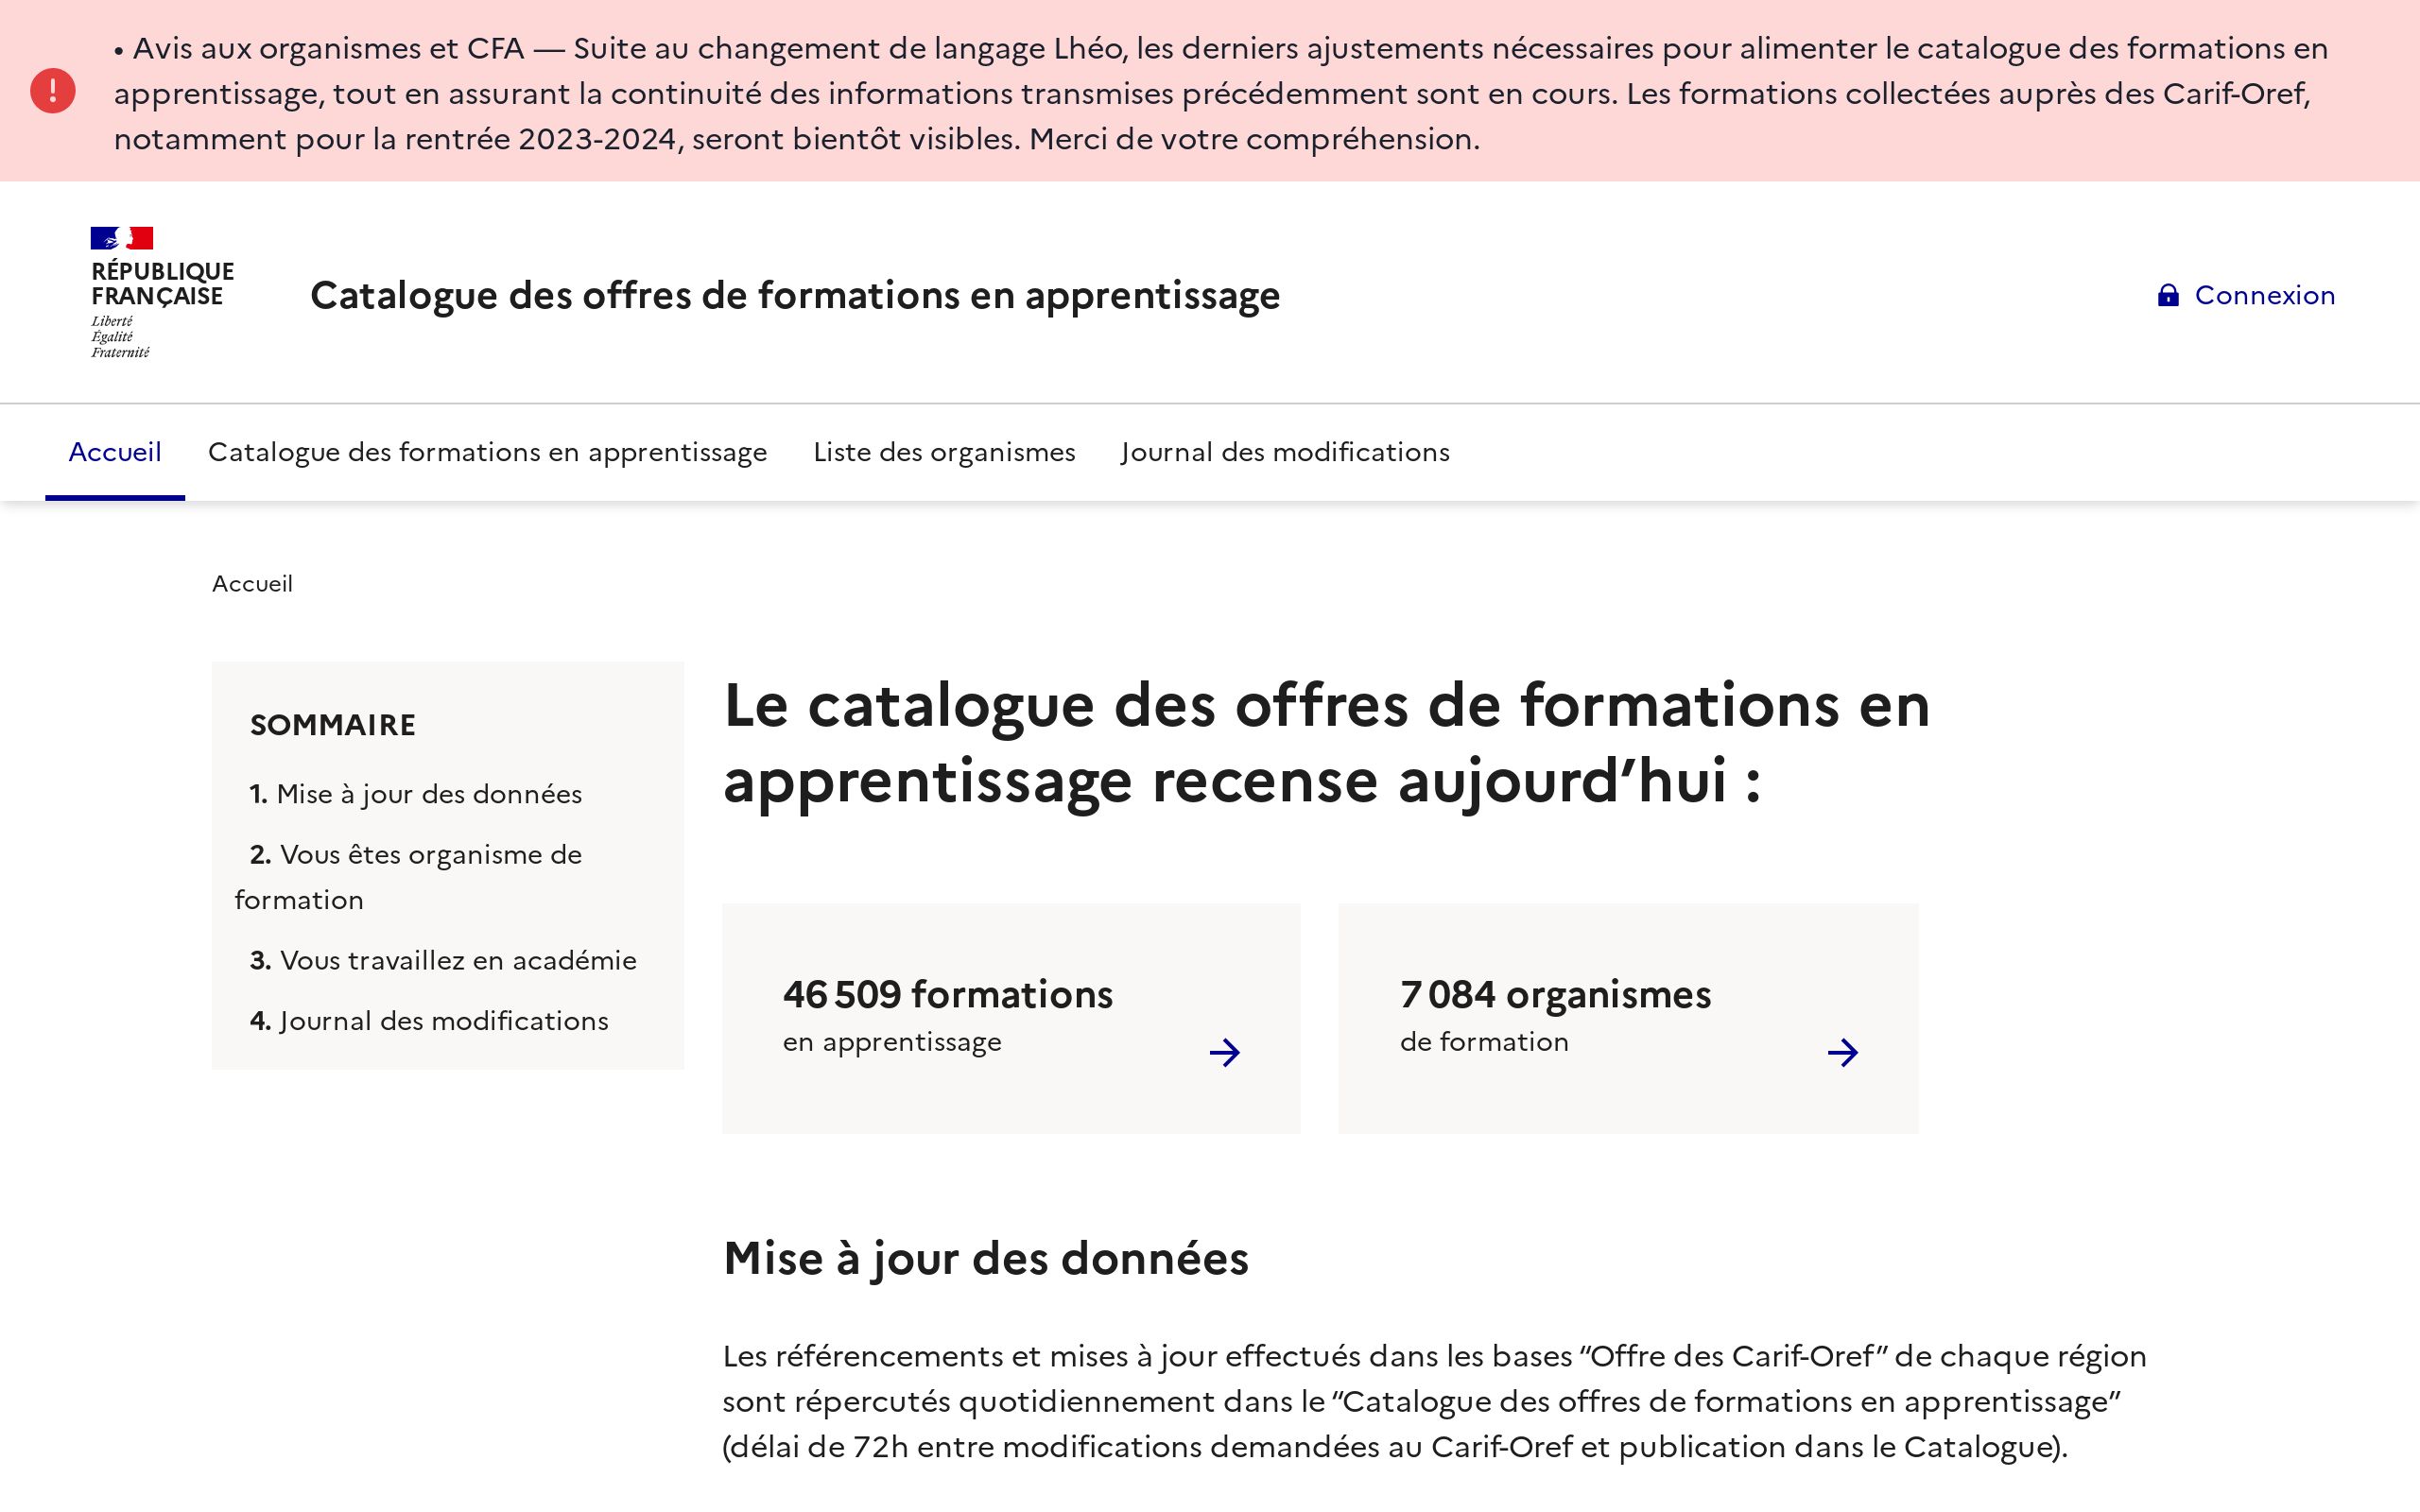 • Avis aux organismes et CFA — Suite au changement de langage Lhéo, les derniers ajustements nécessaires pour alimenter le catalogue des formations en
apprentissage, tout en assurant la continuité des informations transmises précédemment sont en cours. Les formations collectées auprès des Carif-Oref,
notamment pour la rentrée 2023-2024, seront bientôt visibles. Merci de votre compréhension.
RÉPUBLIQUE
FRANÇAISE
Liberté
Égalité
Fraternité
Catalogue des offres de formations en apprentissage
Connexion
Accueil
Catalogue des formations en apprentissage
Liste des organismes
Journal des modifications
Accueil
SOMMAIRE
1. Mise à jour des données
2. Vous êtes organisme de
formation
3. Vous travaillez en académie
4. Journal des modifications
Le catalogue des offres de formations en
apprentissage recense aujourd’hui :
46 509 formations
en apprentissage
7 084 organismes
de formation
Mise à jour des données
Les référencements et mises à jour effectués dans les bases “Offre des Carif-Oref” de chaque région
sont répercutés quotidiennement dans le “Catalogue des offres de formations en apprentissage”
(délai de 72h entre modifications demandées au Carif-Oref et publication dans le Catalogue).